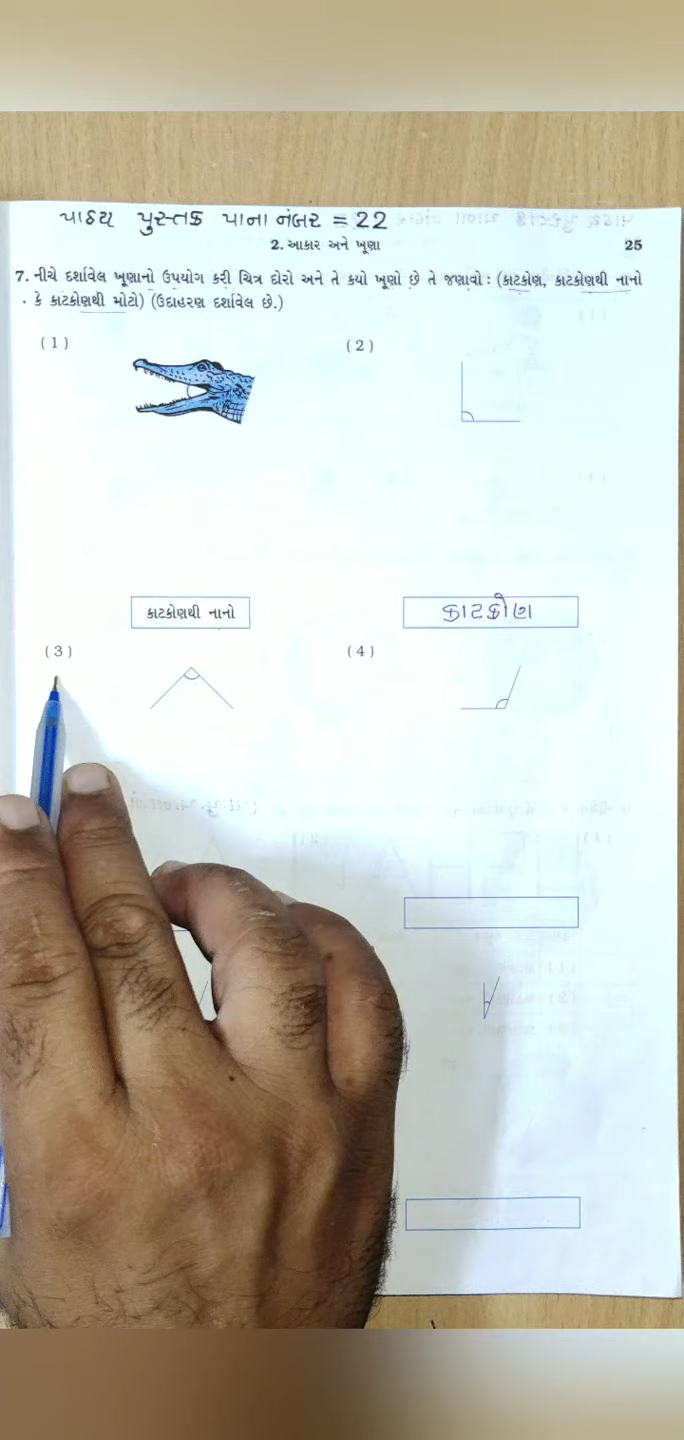 પાઠ્ય પુસ્તક પાના નંબર = 22
2. આકાર અને ખૂણા 25
7. નીચે દર્શાવેલ ખૂણાનો ઉપયોગ કરી ચિત્ર દોરો અને તે કયો ખૂણો છે તે જણાવો : (કાટકોણ, કાટકોણથી નાનો
કે કાટકોણથી મોટો) (ઉદાહરણ દર્શાવેલ છે.)
(1) (2)
કાટકોણથી નાનો કાટકોણ
(3) (4)